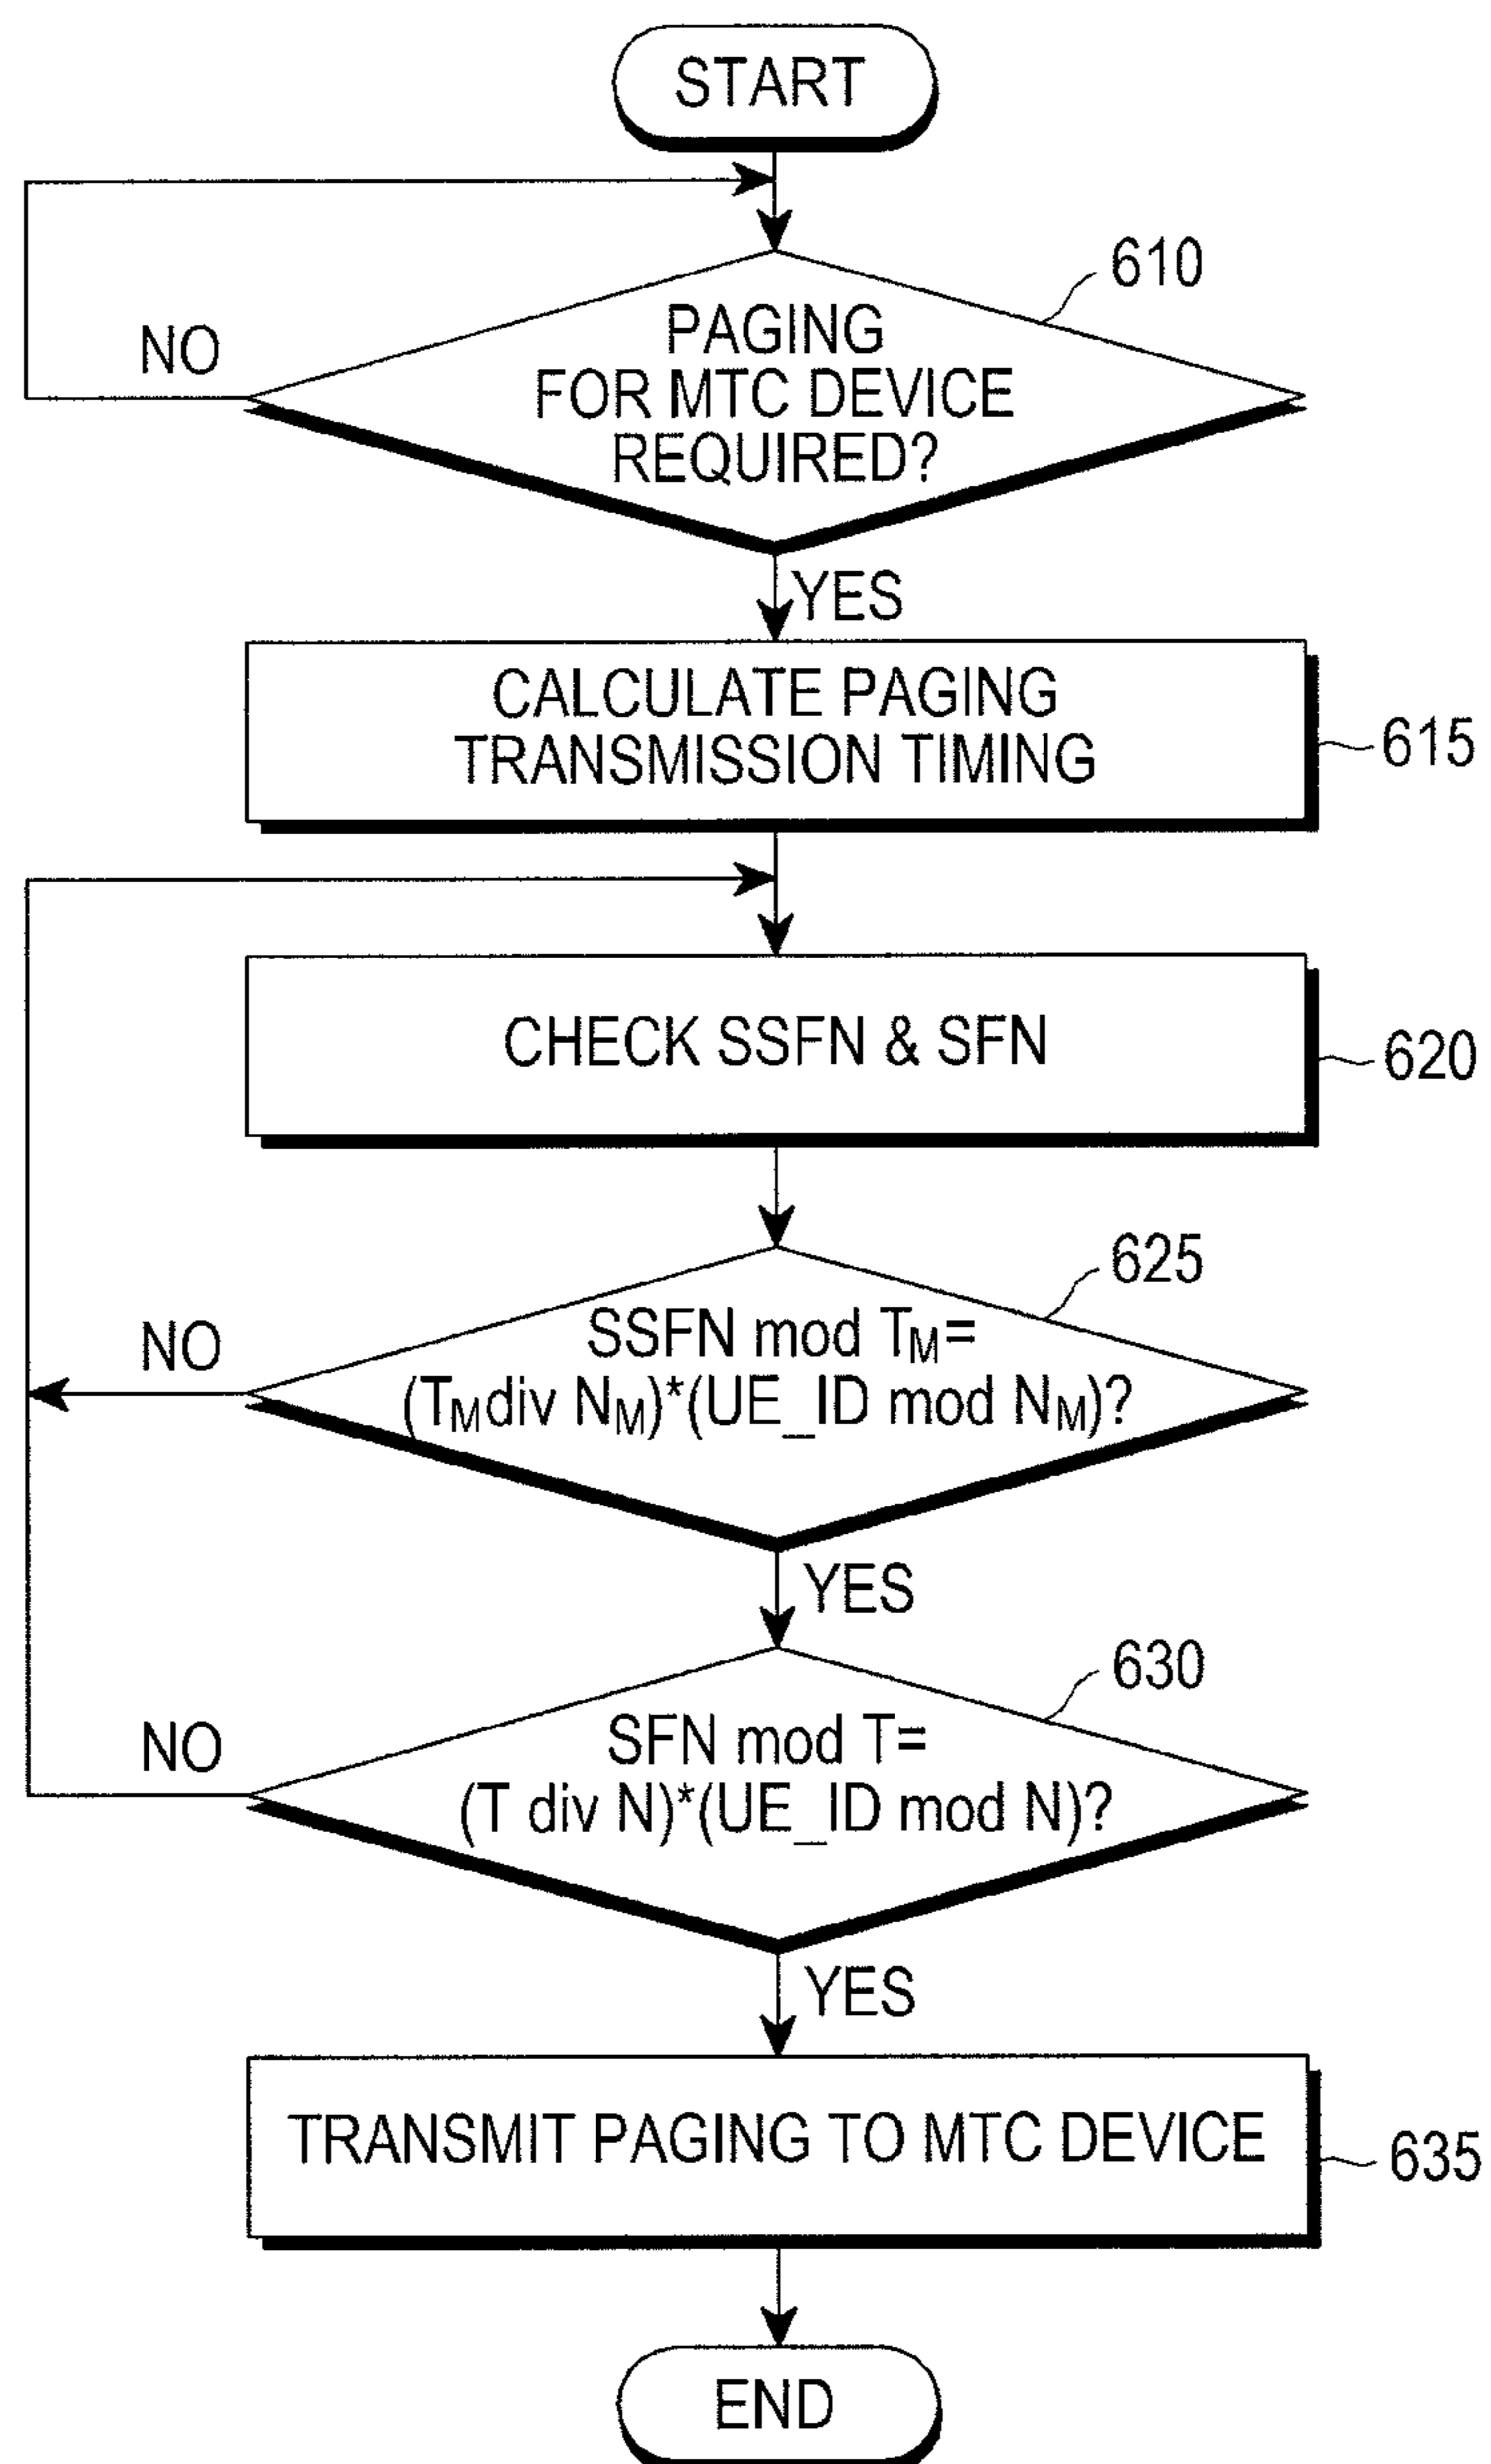 START
610
NO
PAGING
FOR MTC DEVICE
REQUIRED?
YES
CALCULATE PAGING
TRANSMISSION TIMING
615
CHECK SSFN & SFN
620
625
NO
SSFN mod TM=
(TM div NM)*(UE_ID mod NM)?
YES
630
NO
SFN mod T=
(T div N)*(UE_ID mod N)?
YES
TRANSMIT PAGING TO MTC DEVICE
635
END